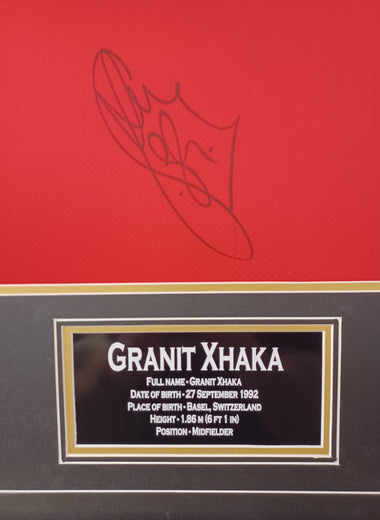 GRANIT XHAKA
FULL NAME - GRANIT XHAKA
DATE OF BIRTH - 27 SEPTEMBER 1992
PLACE OF BIRTH - BASEL, SWITZERLAND
HEIGHT - 1.86 M (6 FT 1 IN)
POSITION - MIDFIELDER